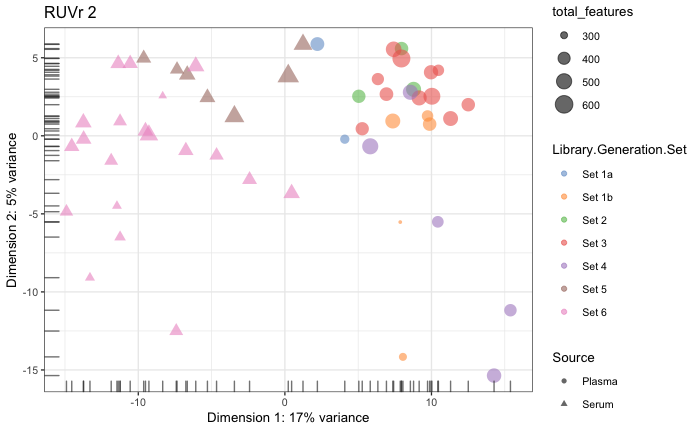 RUVr 2
5
0
-5
-10
-15
-10
0
10
Dimension 2: 5% variance
Dimension 1: 17% variance
total_features
300
400
500
600
Library.Generation.Set
Set 1a
Set 1b
Set 2
Set 3
Set 4
Set 5
Set 6
Source
Plasma
Serum